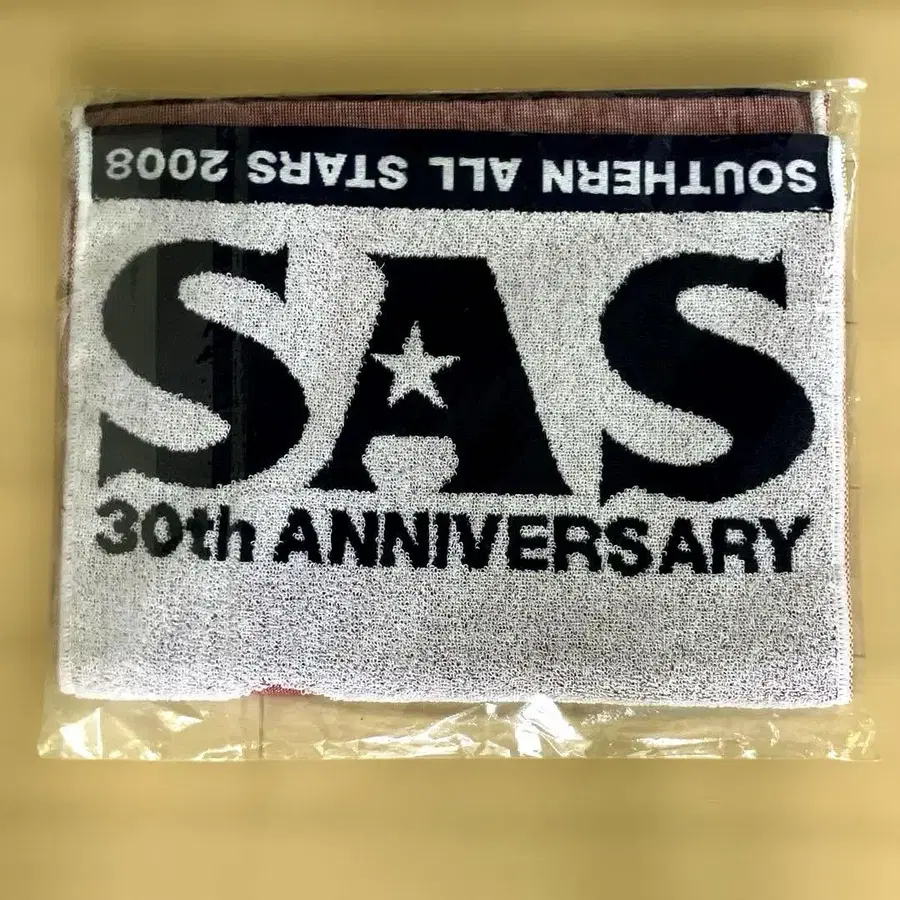 SOUTHERN ALL STARS 2008
SAS
30th ANNIVERSARY